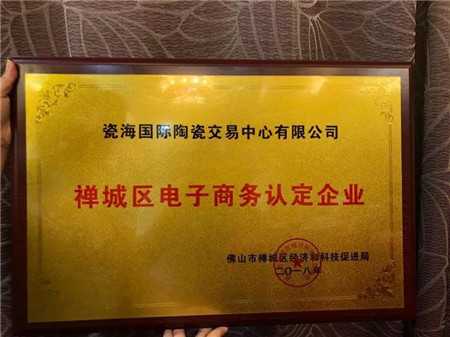 瓷海国际陶瓷交易中心有限公司
禅城区电子商务认定企业
佛山市禅城区经济和科技促进局
二〇一八年